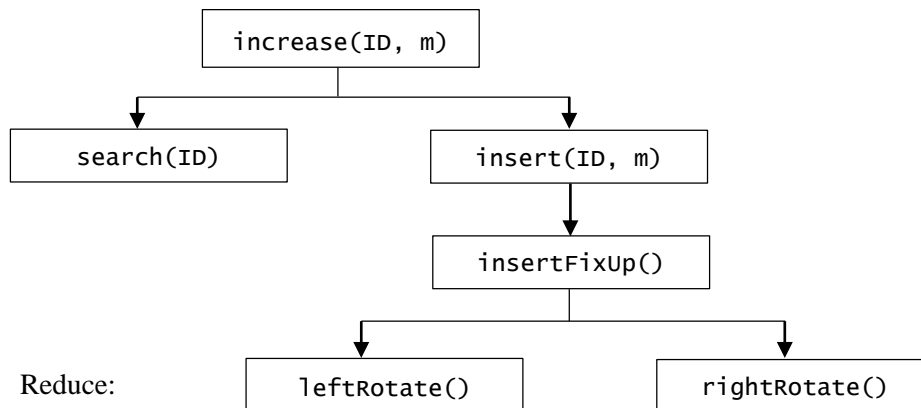 increase(ID, m)
search(ID)
insert(ID, m)
insertFixUp()
Reduce:
leftRotate()
rightRotate()